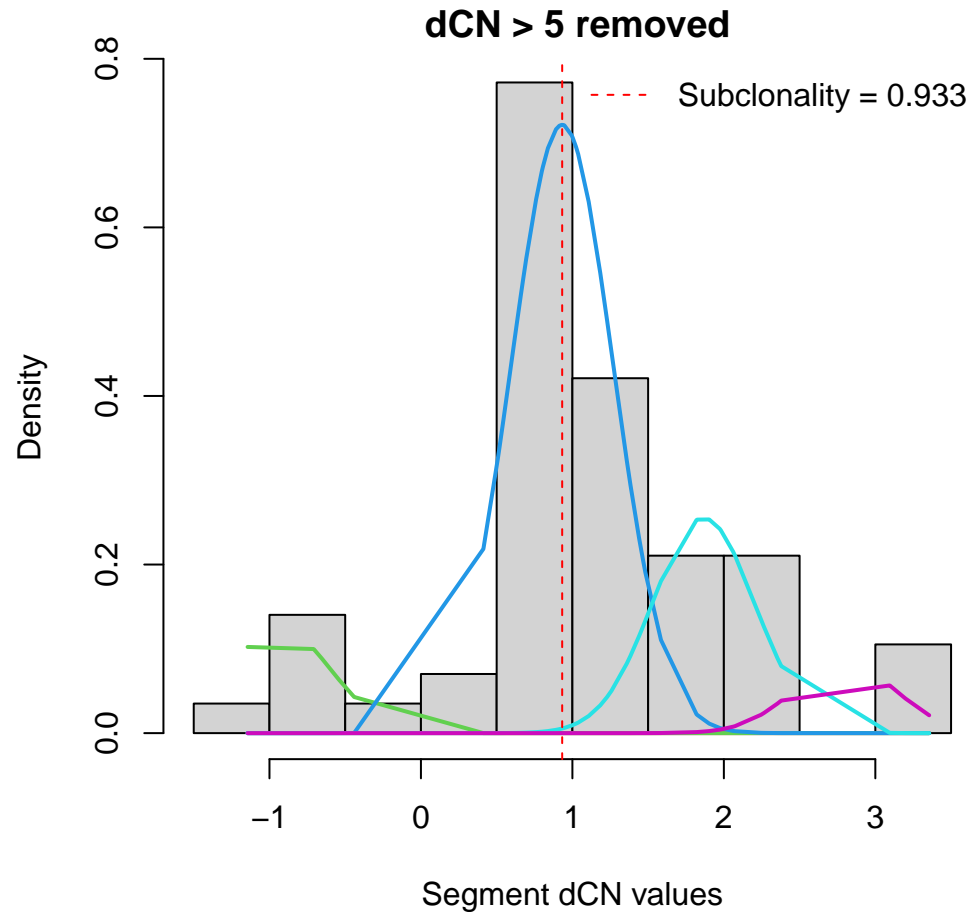 dCN > 5 removed
Subclonality = 0.933
Density
0.8
0.6
0.4
0.2
0.0
−1 0 1 2 3
Segment dCN values